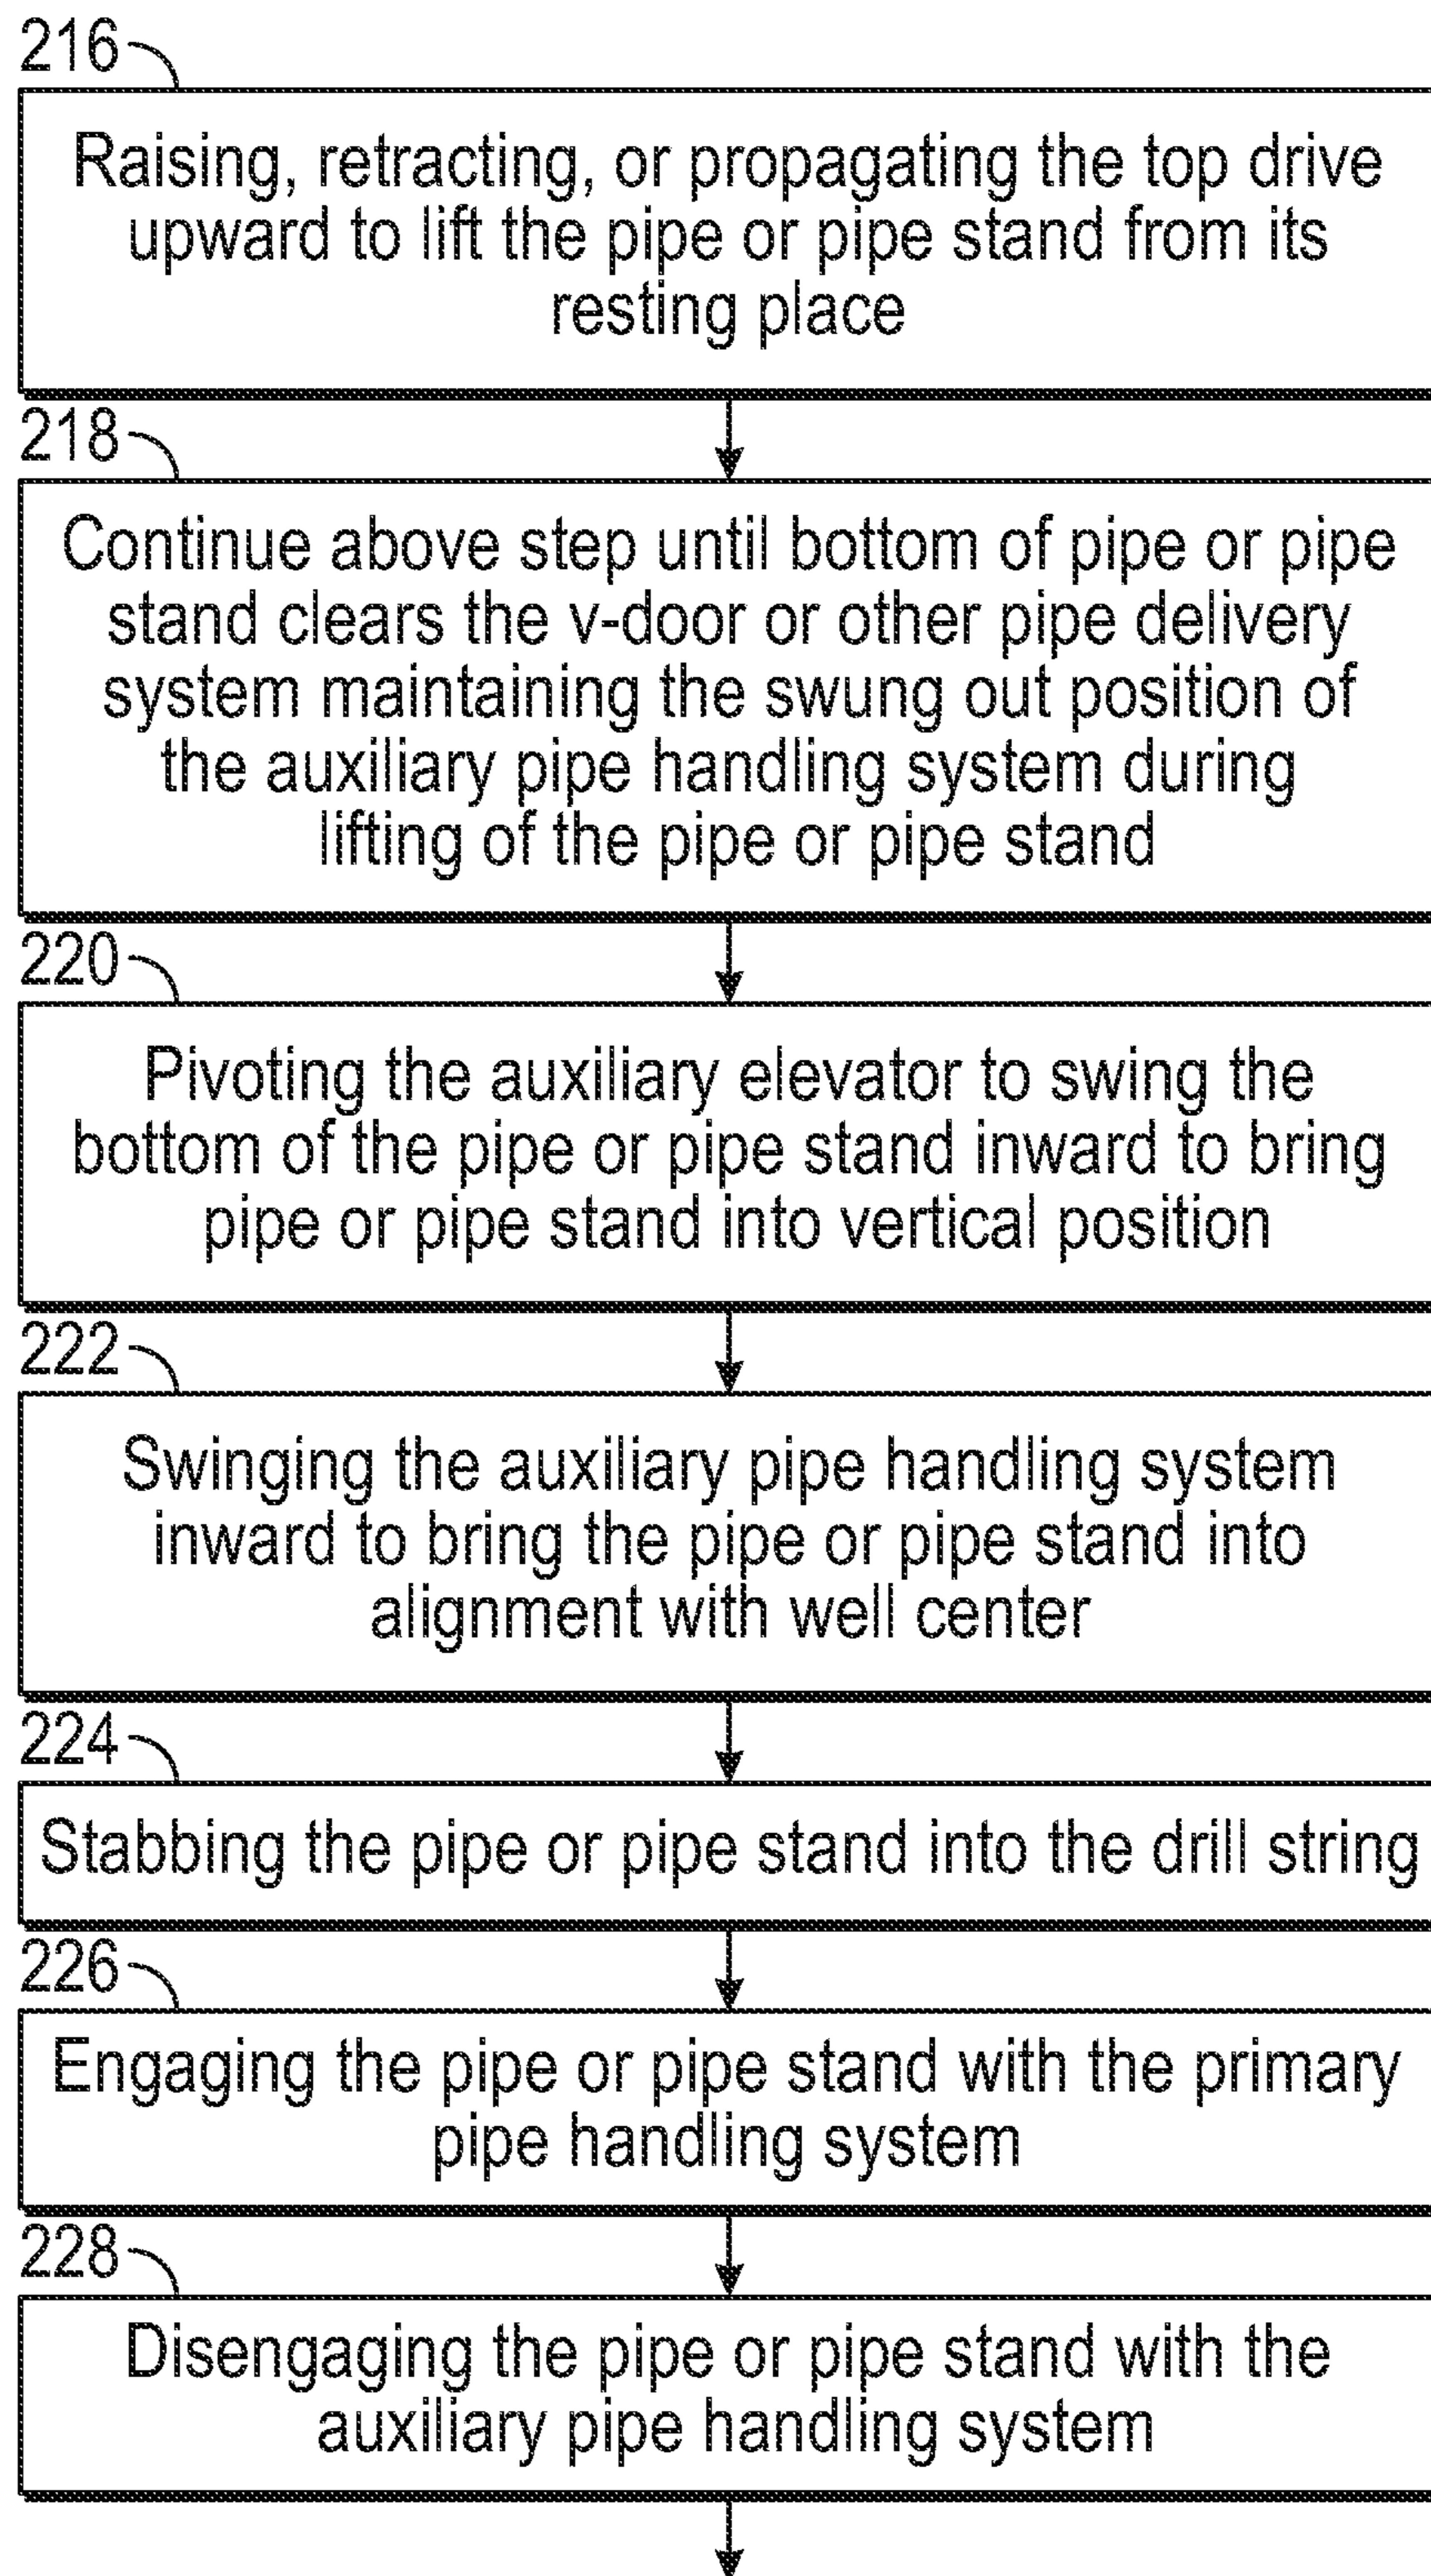 216
Raising, retracting, or propagating the top drive
upward to lift the pipe or pipe stand from its
resting place
218
Continue above step until bottom of pipe or pipe
stand clears the v-door or other pipe delivery
system maintaining the swung out position of
the auxiliary pipe handling system during
lifting of the pipe or pipe stand
220
Pivoting the auxiliary elevator to swing the
bottom of the pipe or pipe stand inward to bring
pipe or pipe stand into vertical position
222
Swinging the auxiliary pipe handling system
inward to bring the pipe or pipe stand into
alignment with well center
224
Stabbing the pipe or pipe stand into the drill string
226
Engaging the pipe or pipe stand with the primary
pipe handling system
228
Disengaging the pipe or pipe stand with the
auxiliary pipe handling system